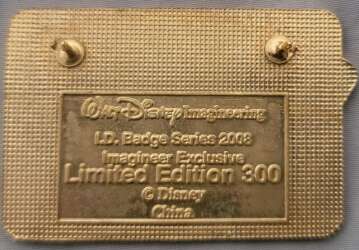 Walt Disney Imagineering
I.D. Badge Series 2008
Imagineer Exclusive
Limited Edition 300
© Disney
China